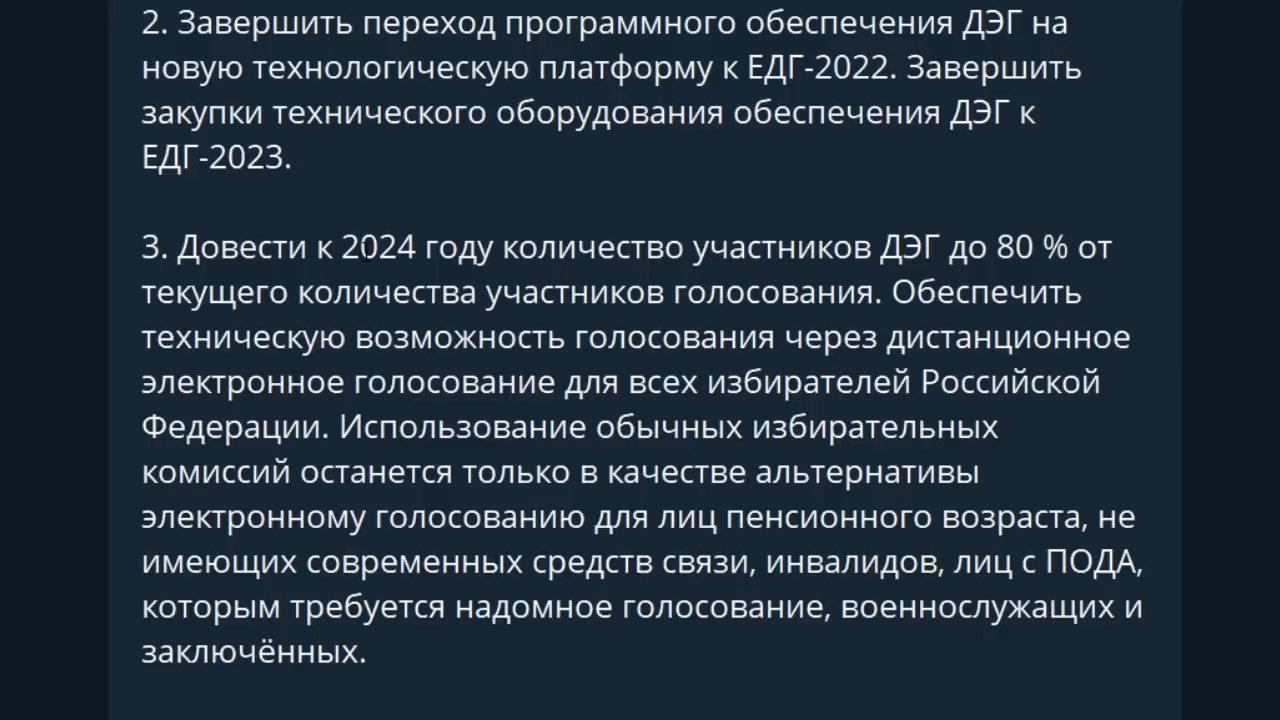 2. Завершить переход программного обеспечения ДЭГ на
новую технологическую платформу к ЕДГ-2022. Завершить
закупки технического оборудования обеспечения ДЭГ к
ЕДГ-2023.
3. Довести к 2024 году количество участников ДЭГ до 80 % от
текущего количества участников голосования. Обеспечить
техническую возможность голосования через дистанционное
электронное голосование для всех избирателей Российской
Федерации. Использование обычных избирательных
комиссий останется только в качестве альтернативы
электронному голосованию для лиц пенсионного возраста, не
имеющих современных средств связи, инвалидов, лиц с ПОДА,
которым требуется надомное голосование, военнослужащих и
заключённых.